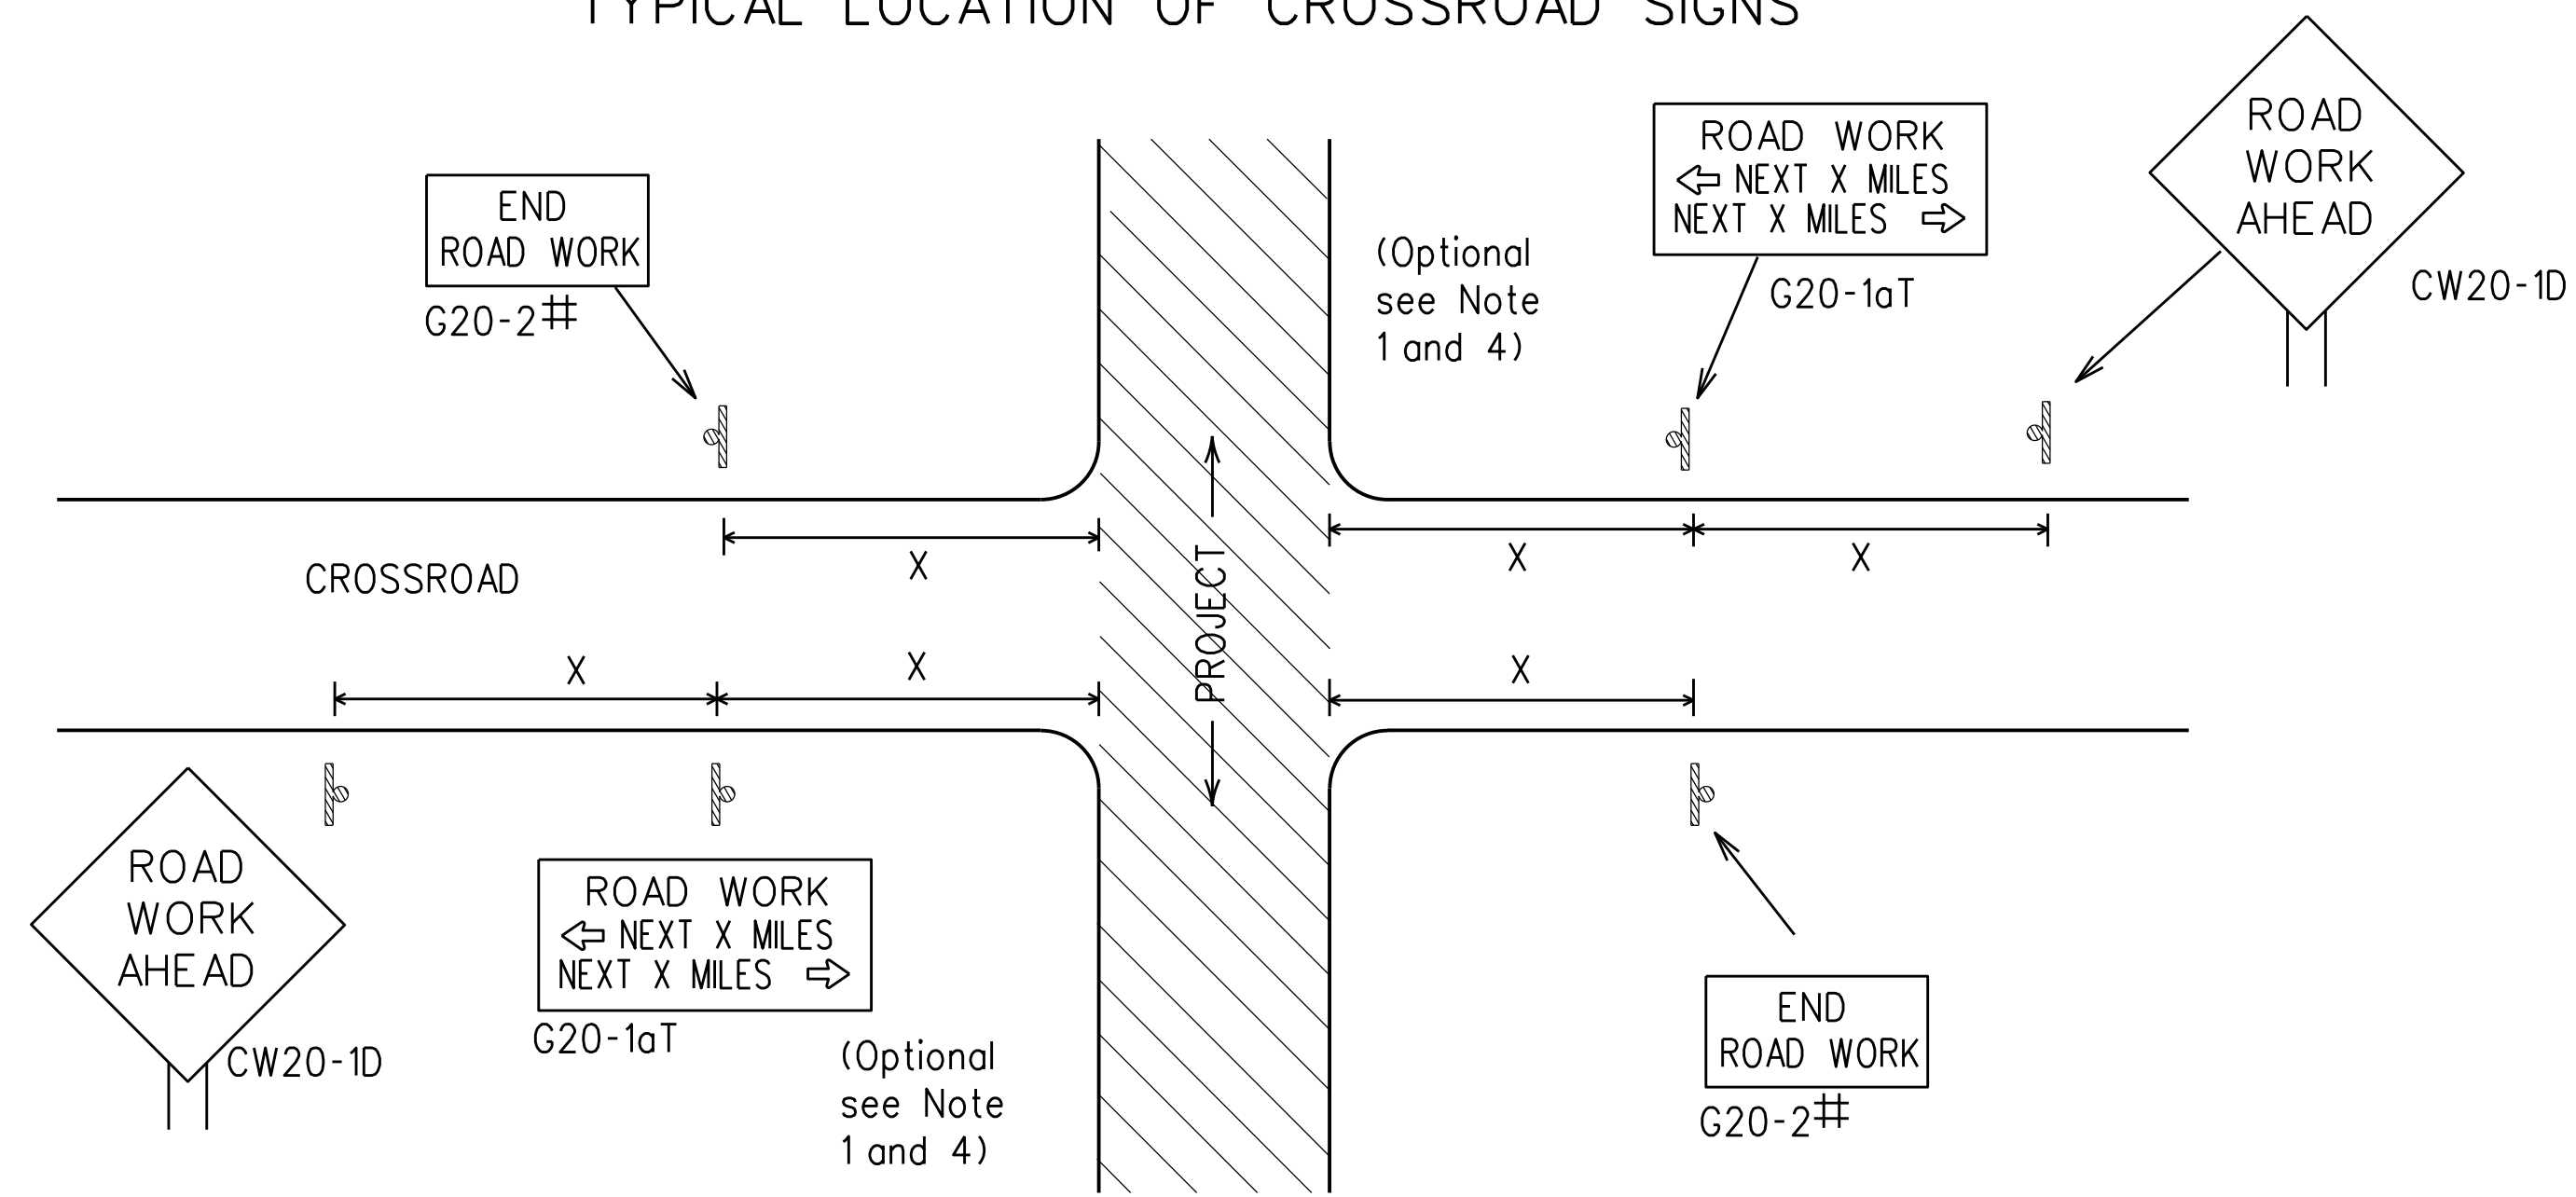 TYPICAL LOCATION OF CROSSROAD SIGNS
END
ROAD WORK
G20-2#
(Optional
see Note
1 and 4)
ROAD WORK
⇦ NEXT X MILES
NEXT X MILES ⇨
G20-1aT
ROAD
WORK
AHEAD
CW20-1D
CROSSROAD
X
X
X
PROJECT
X
X
X
ROAD
WORK
AHEAD
CW20-1D
ROAD WORK
⇦ NEXT X MILES
NEXT X MILES ⇨
G20-1aT
(Optional
see Note
1 and 4)
END
ROAD WORK
G20-2#